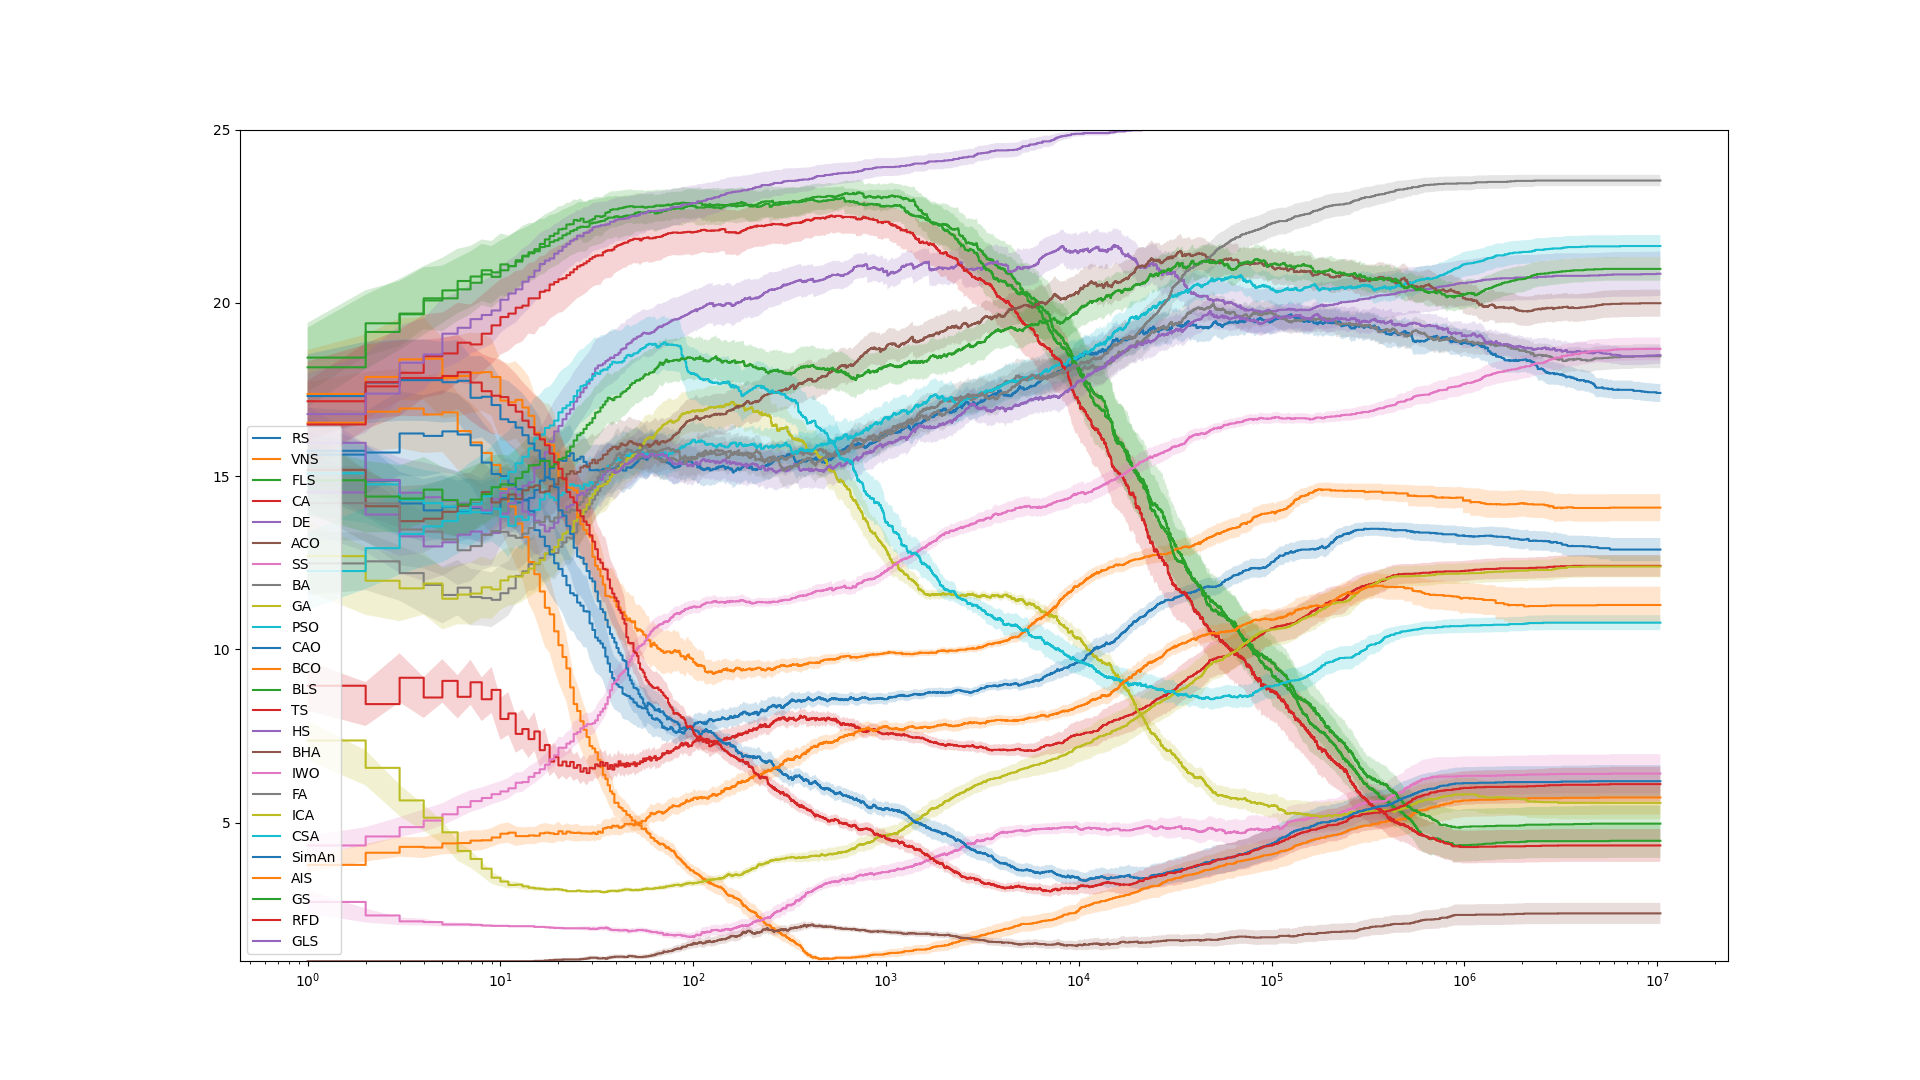 25
20
15
10
5
RS
VNS
FLS
CA
DE
ACO
SS
BA
GA
PSO
CAO
BCO
BLS
TS
HS
BHA
IWO
FA
ICA
CSA
SimAn
AIS
GS
RFD
GLS
10⁰ 10¹ 10² 10³ 10⁴ 10⁵ 10⁶ 10⁷